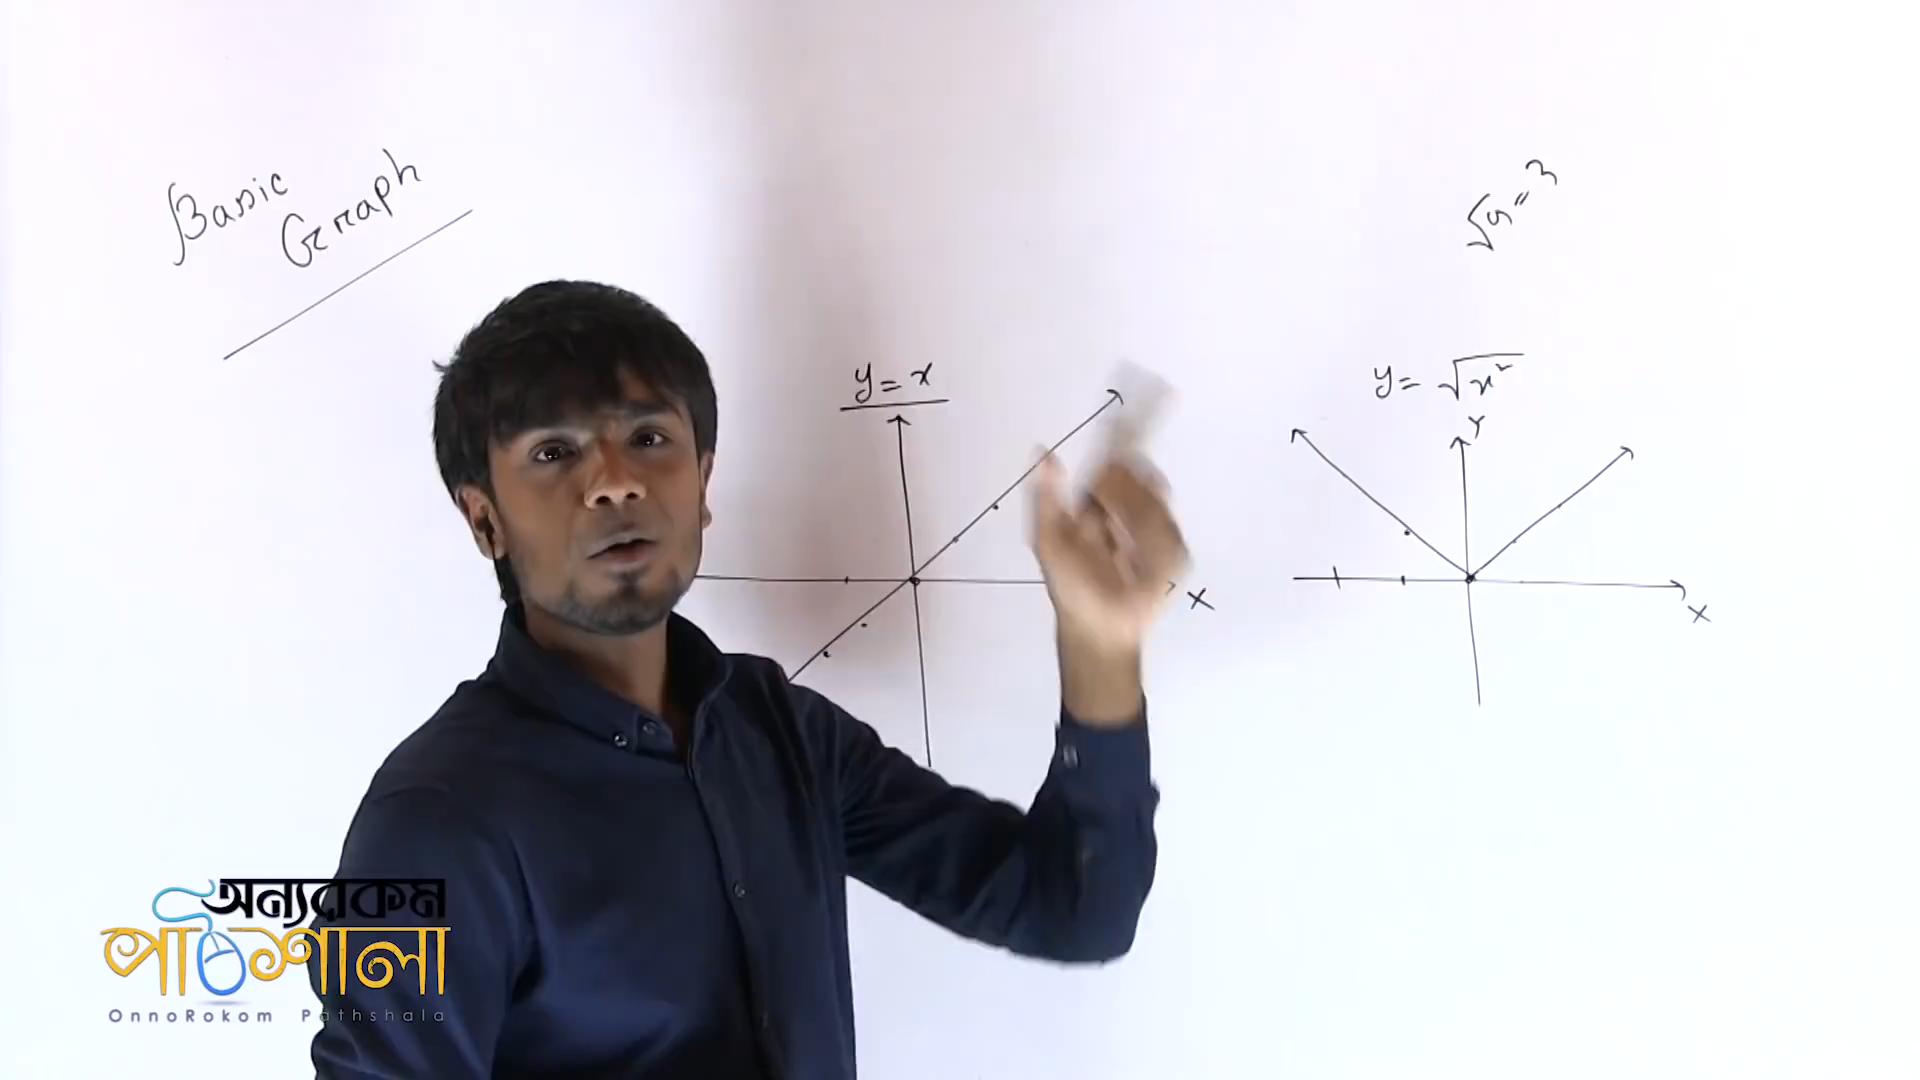 Basic
Graph
√9 = 3
y = x
X
y = √x²
Y
X
অন্যরকম
পাঠশালা
OnnoRokom Pathshala